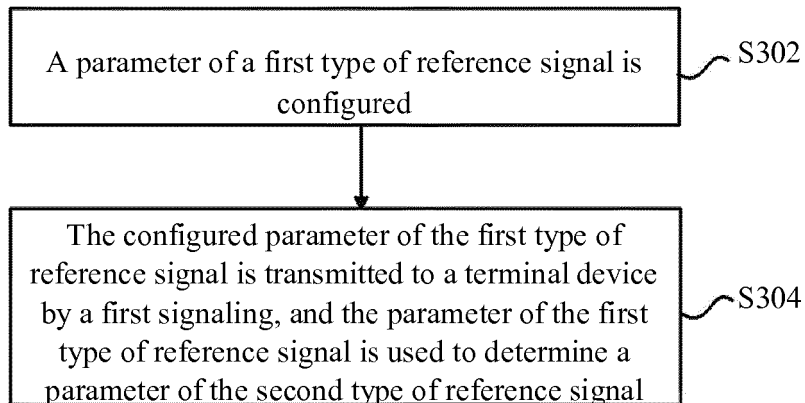 A parameter of a first type of reference signal is
configured
S302
The configured parameter of the first type of
reference signal is transmitted to a terminal device
by a first signaling, and the parameter of the first
type of reference signal is used to determine a
parameter of the second type of reference signal
S304